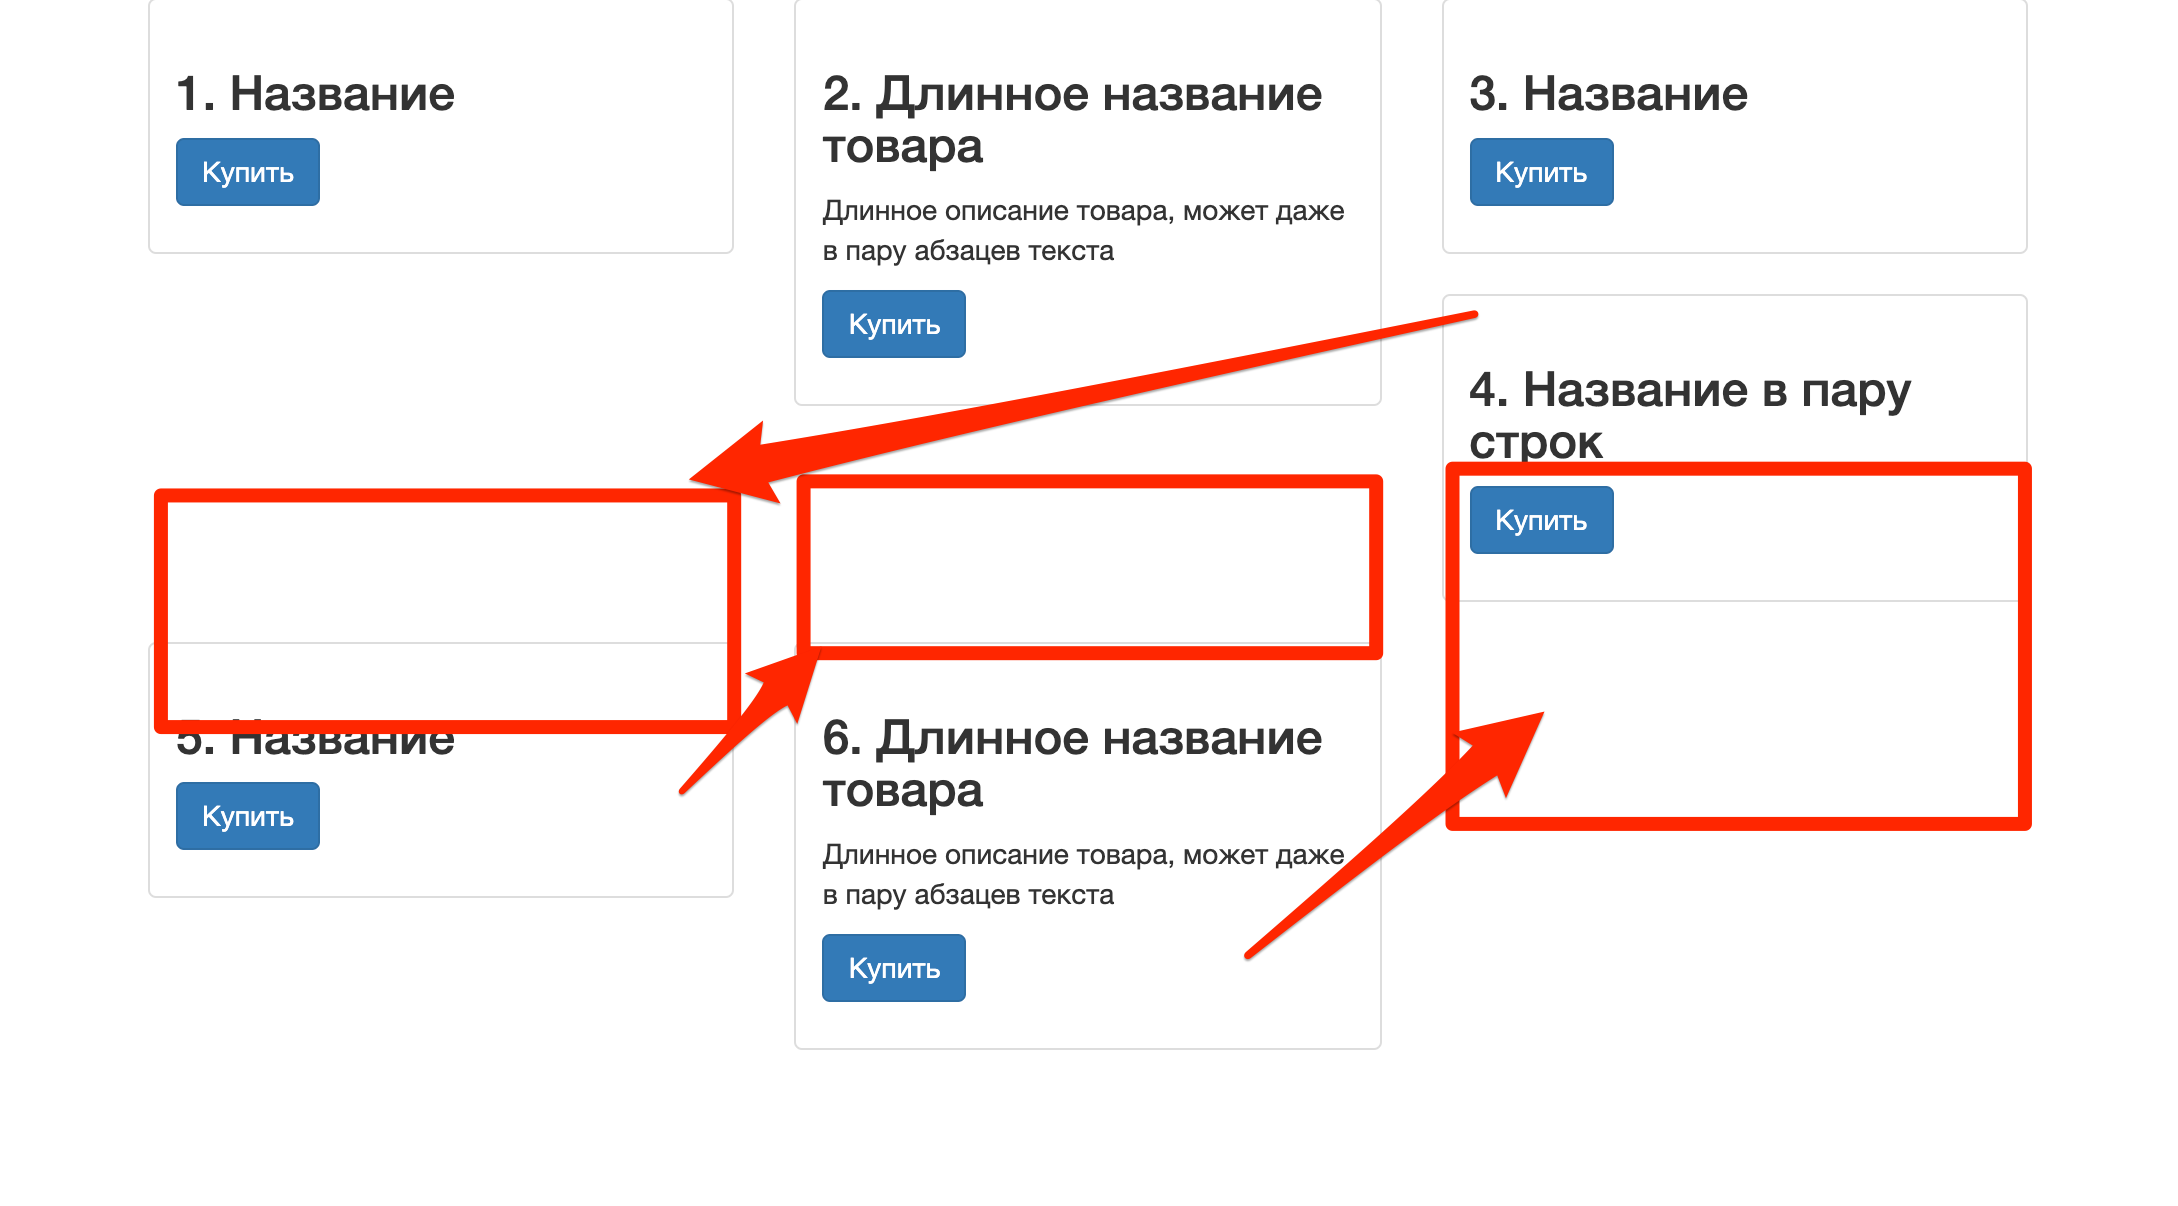 1. Название
Купить
2. Длинное название
товара
Длинное описание товара, может даже
в пару абзацев текста
Купить
3. Название
Купить
4. Название в пару
строк
Купить
5. Название
Купить
6. Длинное название
товара
Длинное описание товара, может даже
в пару абзацев текста
Купить